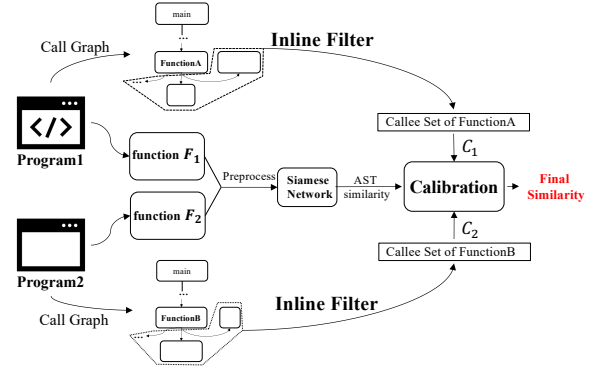 main
...
Call Graph
FunctionA
...
Inline Filter
</>
Program1
Callee Set of FunctionA
C₁
function F₁
Preprocess
Siamese
Network
AST
similarity
Calibration
Final
Similarity
function F₂
C₂
Callee Set of FunctionB
Program2
main
...
Call Graph
FunctionB
...
Inline Filter